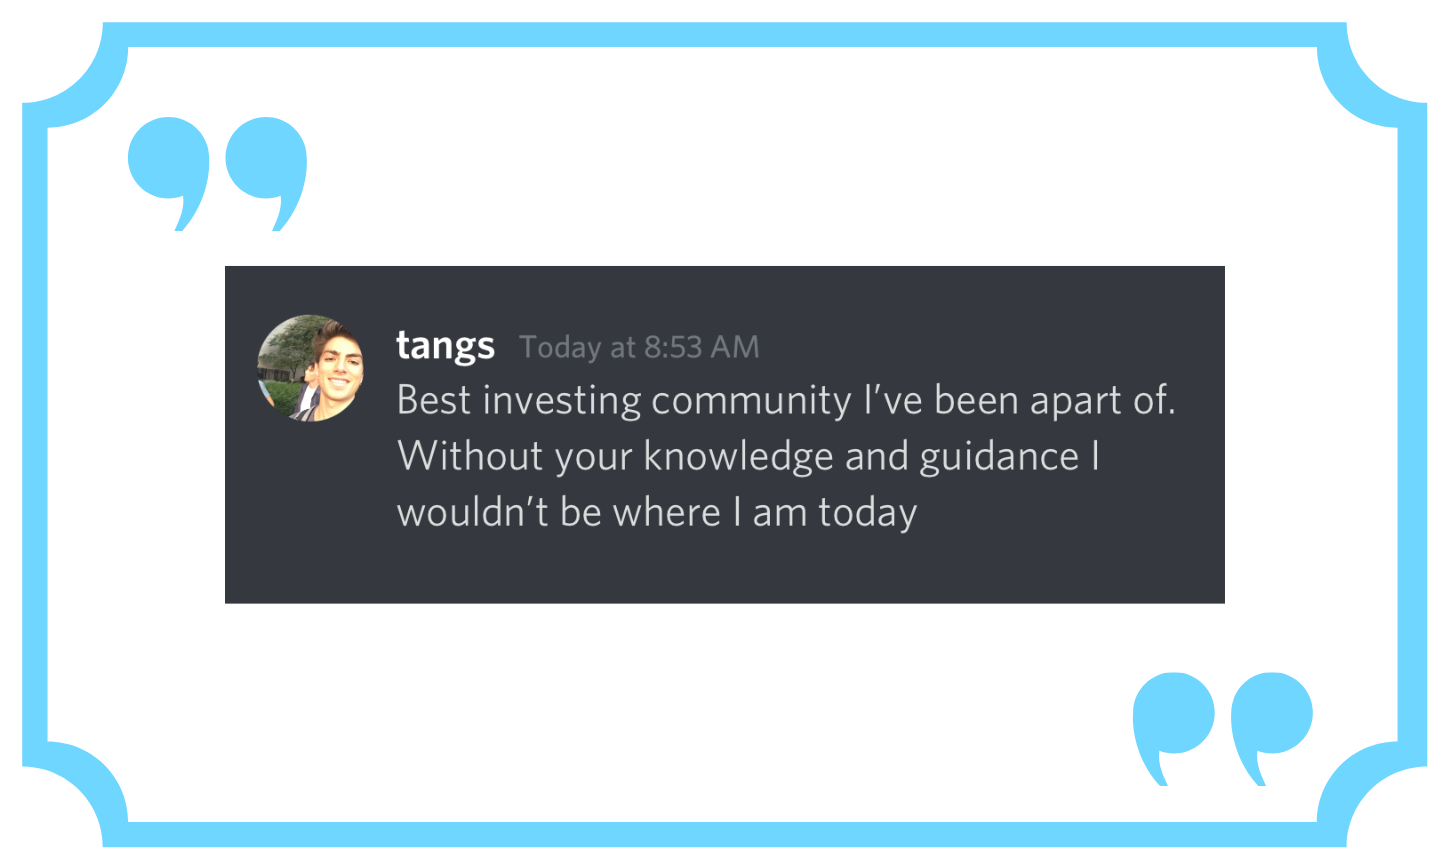 tangs Today at 8:53 AM
Best investing community I’ve been apart of.
Without your knowledge and guidance I
wouldn’t be where I am today